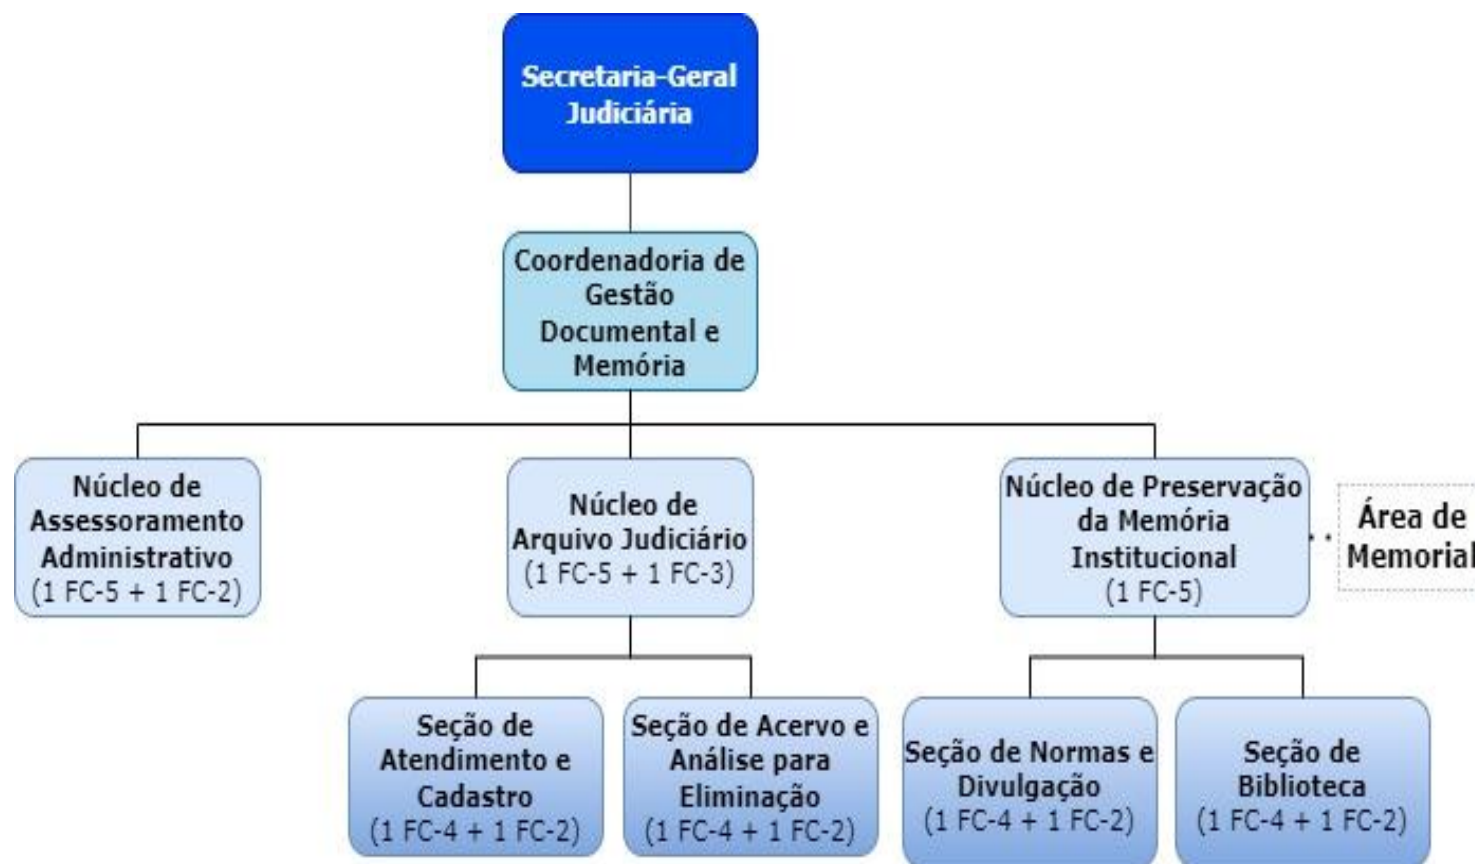 Secretaria-Geral
Judiciária
Coordenadoria de
Gestão
Documental e
Memória
Núcleo de
Assessoramento
Administrativo
(1 FC-5 + 1 FC-2)
Núcleo de
Arquivo Judiciário
(1 FC-5 + 1 FC-3)
Núcleo de Preservação
da Memória
Institucional
(1 FC-5)
Área de
Memorial
Seção de
Atendimento e
Cadastro
(1 FC-4 + 1 FC-2)
Seção de Acervo e
Análise para
Eliminação
(1 FC-4 + 1 FC-2)
Seção de Normas e
Divulgação
(1 FC-4 + 1 FC-2)
Seção de
Biblioteca
(1 FC-4 + 1 FC-2)